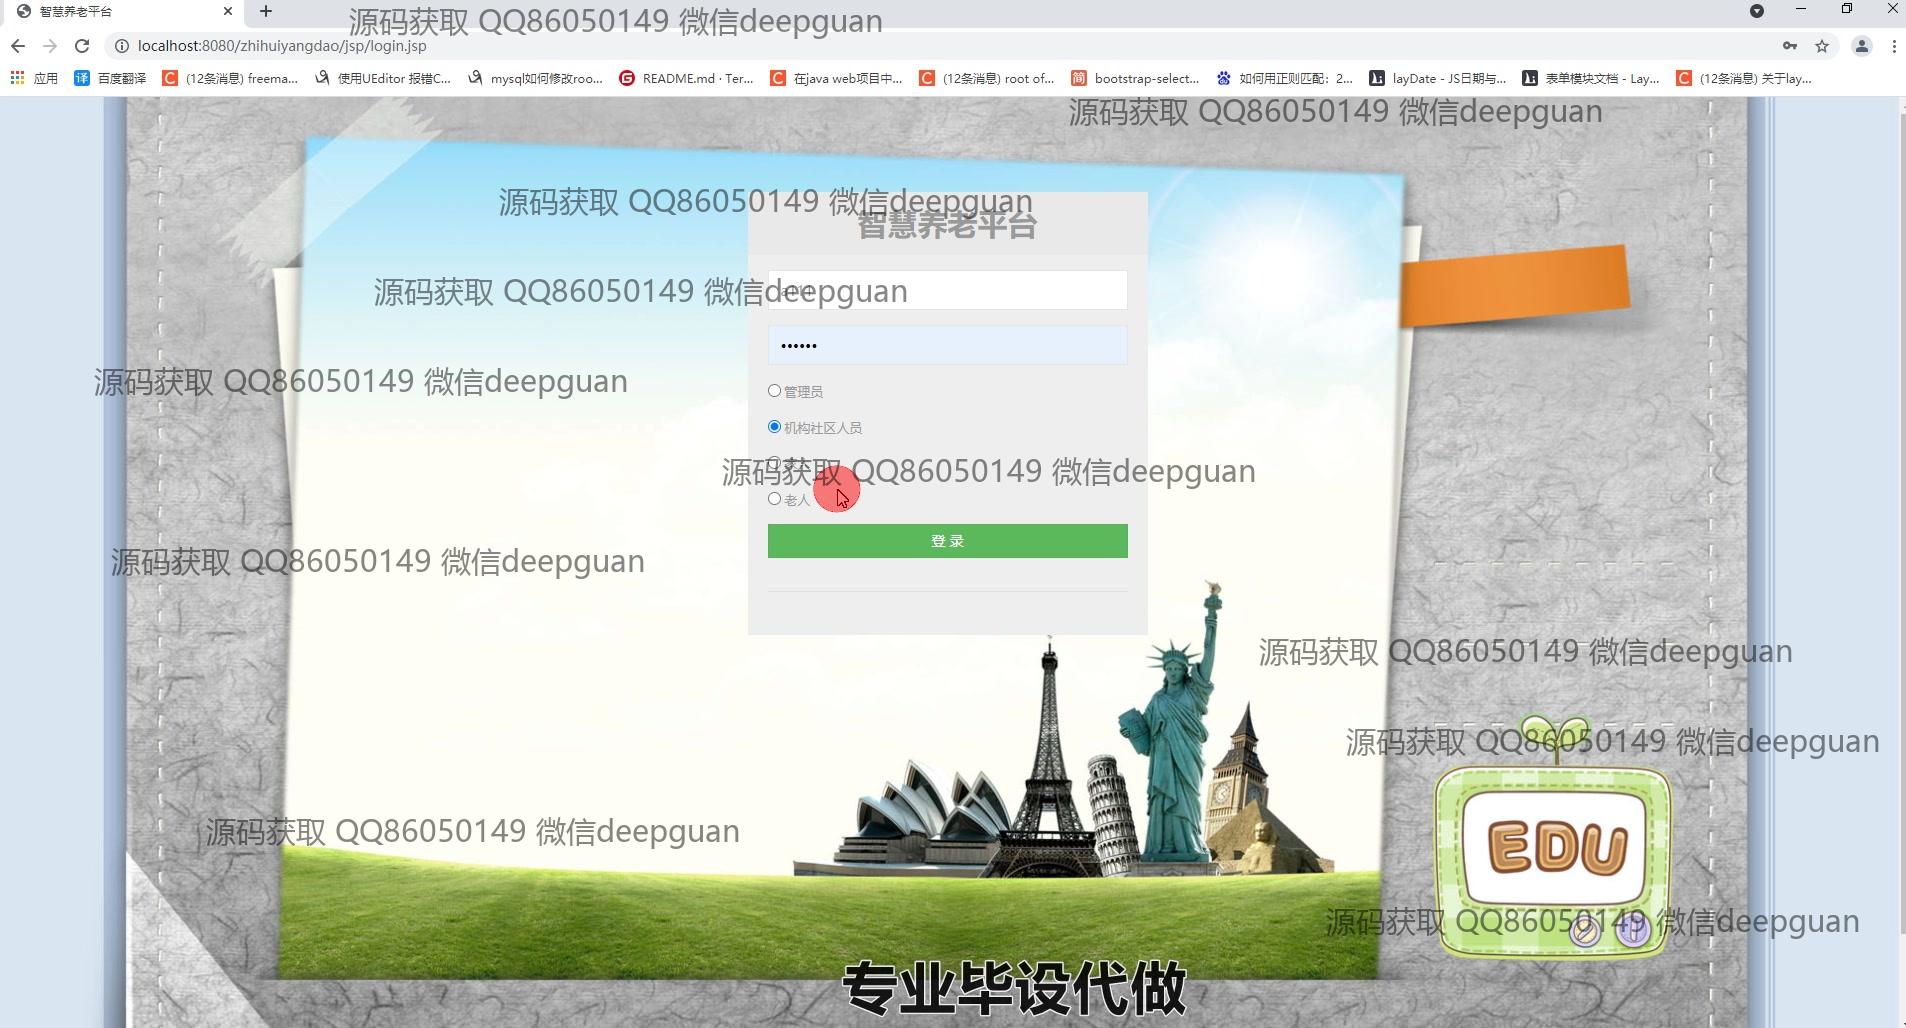 智慧养老平台
localhost:8080/zhihuiyangdao/jsp/login.jsp
应用 百度翻译 (12条消息) freema... 使用UEditor 报错C... mysql如何修改roo... README.md · Ter... 在java web项目中... (12条消息) root of... bootstrap-select... 如何用正则匹配：2... layDate - JS日期与... 表单模块文档 - Lay... (12条消息) 关于lay...
源码获取 QQ86050149 微信deepguan
源码获取 QQ86050149 微信deepguan
源码获取 QQ86050149 微信deepguan
智慧养老平台
源码获取 QQ86050149 微信deepguan
••••••
源码获取 QQ86050149 微信deepguan
管理员
机构社区人员
源码获取 QQ86050149 微信deepguan
老人
登 录
源码获取 QQ86050149 微信deepguan
源码获取 QQ86050149 微信deepguan
源码获取 QQ86050149 微信deepguan
源码获取 QQ86050149 微信deepguan
EDU
源码获取 QQ86050149 微信deepguan
专业毕设代做